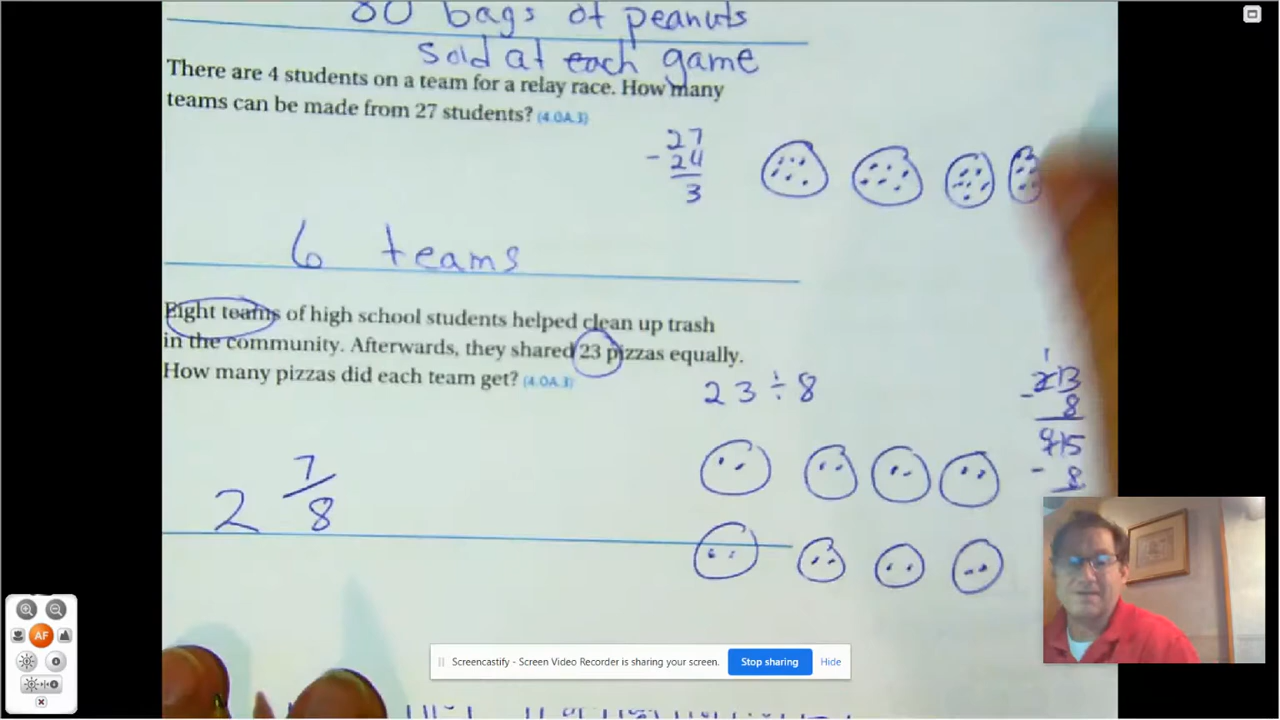 80 bags of peanuts
sold at each game
There are 4 students on a team for a relay race. How many
teams can be made from 27 students? (4.OA.3)
27
- 24
3
6 teams
Eight teams of high school students helped clean up trash
in the community. Afterwards, they shared 23 pizzas equally.
How many pizzas did each team get? (4.OA.3)
23 ÷ 8
1
213
- 8
15
- 8
2 7/8
AF
Screencastify - Screen Video Recorder is sharing your screen.
Stop sharing
Hide